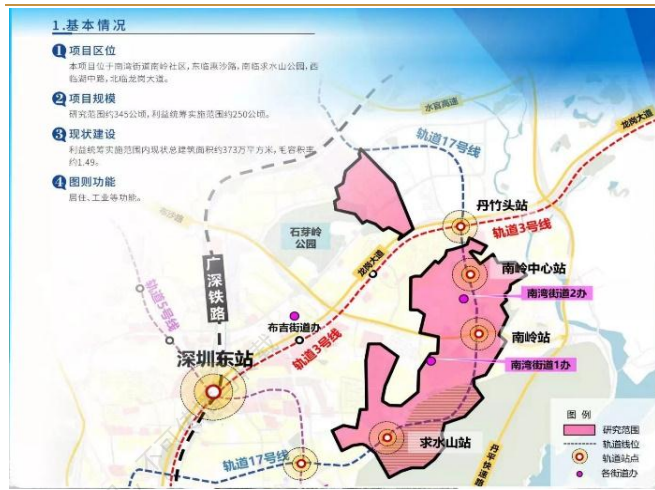 1.基本情况
1 项目区位
本项目位于南湾街道南岭社区，东临惠沙路，南临求水山公园，西
临湖中路，北临龙岗大道。
2 项目规模
研究范围约345公顷，利益统筹实施范围约250公顷。
3 现状建设
利益统筹实施范围内现状总建筑面积约373万平方米，毛容积率
约1.49。
4 图则功能
居住、工业等功能。
水官高速
龙岗大道
轨道17号线
丹竹头站
轨道3号线
石芽岭
公园
布沙路
龙岗大道
南岭中心站
广深铁路
南湾街道2办
轨道5号线
布吉街道办
轨道3号线
南岭站
深圳东站
南湾街道1办
图 例
研究范围
轨道线位
轨道站点
各街道办
求水山站
丹平快速路
轨道17号线